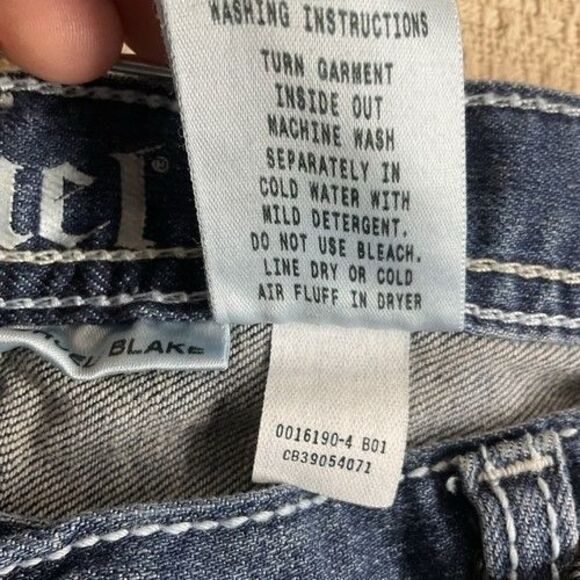 WASHING INSTRUCTIONS
TURN GARMENT
INSIDE OUT
MACHINE WASH
SEPARATELY IN
COLD WATER WITH
MILD DETERGENT.
DO NOT USE BLEACH.
LINE DRY OR COLD
AIR FLUFF IN DRYER
BLAKE
0016190-4 B01
CB39054071